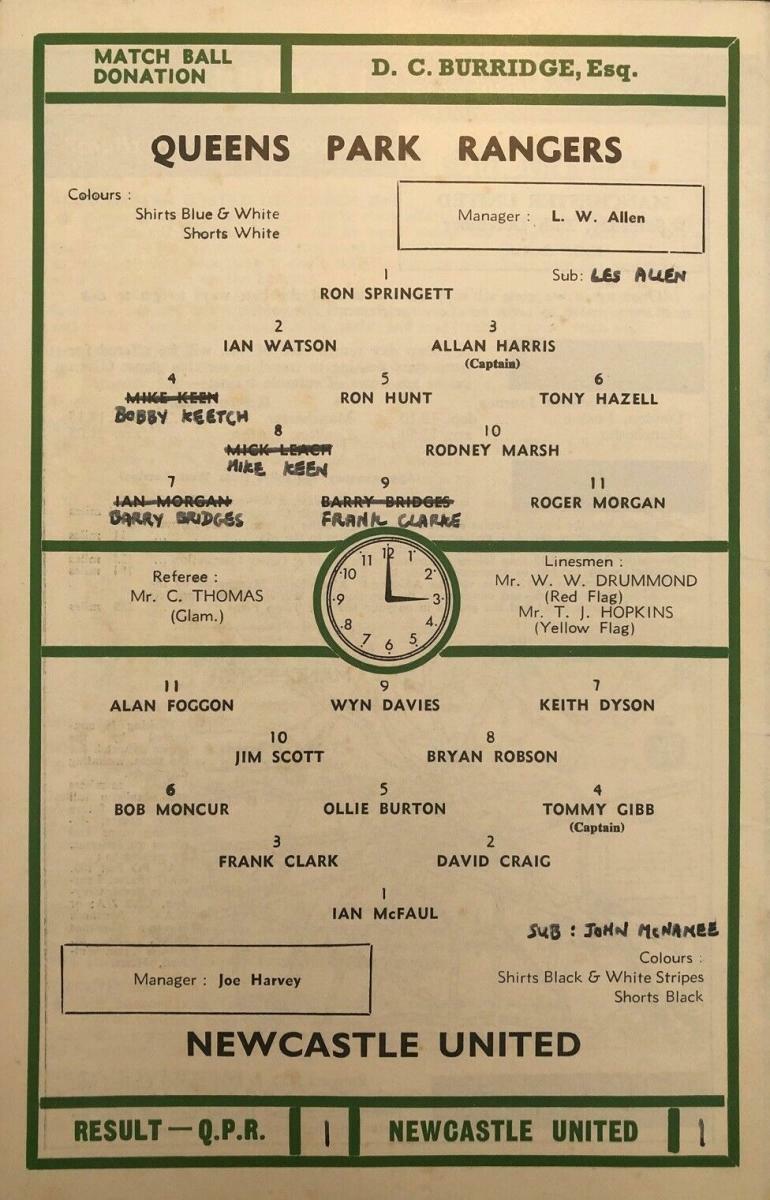 MATCH BALL
DONATION
D. C. BURRIDGE, Esq.
QUEENS PARK RANGERS
Colours :
Shirts Blue & White
Shorts White
Manager : L. W. Allen
Sub: LES ALLEN
1
RON SPRINGETT
2 3
IAN WATSON ALLAN HARRIS
(Captain)
4 5 6
MIKE KEEN RON HUNT TONY HAZELL
BOBBY KEETCH
8 10
MICK LEACH RODNEY MARSH
MIKE KEEN
7 9 11
IAN MORGAN BARRY BRIDGES ROGER MORGAN
BARRY BRIDGES FRANK CLARKE
Referee :
Mr. C. THOMAS
(Glam.)
12 1 2 3 4 5 6 7 8 9 10 11
Linesmen :
Mr. W. W. DRUMMOND
(Red Flag)
Mr. T. J. HOPKINS
(Yellow Flag)
11 9 7
ALAN FOGGON WYN DAVIES KEITH DYSON
10 8
JIM SCOTT BRYAN ROBSON
6 5 4
BOB MONCUR OLLIE BURTON TOMMY GIBB
(Captain)
3 2
FRANK CLARK DAVID CRAIG
1
IAN McFAUL
SUB : JOHN McNAMEE
Manager : Joe Harvey
Colours :
Shirts Black & White Stripes
Shorts Black
NEWCASTLE UNITED
RESULT — Q.P.R. 1 NEWCASTLE UNITED 1